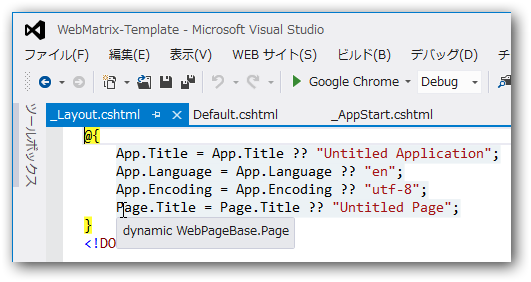 WebMatrix-Template - Microsoft Visual Studio
ファイル(F) 編集(E) 表示(V) WEB サイト(S) ビルド(B) デバッグ(D)
Google Chrome Debug
ツールボックス
_Layout.cshtml Default.cshtml _AppStart.cshtml
@{
App.Title = App.Title ?? "Untitled Application";
App.Language = App.Language ?? "en";
App.Encoding = App.Encoding ?? "utf-8";
Page.Title = Page.Title ?? "Untitled Page";
}
dynamic WebPageBase.Page
<!DO